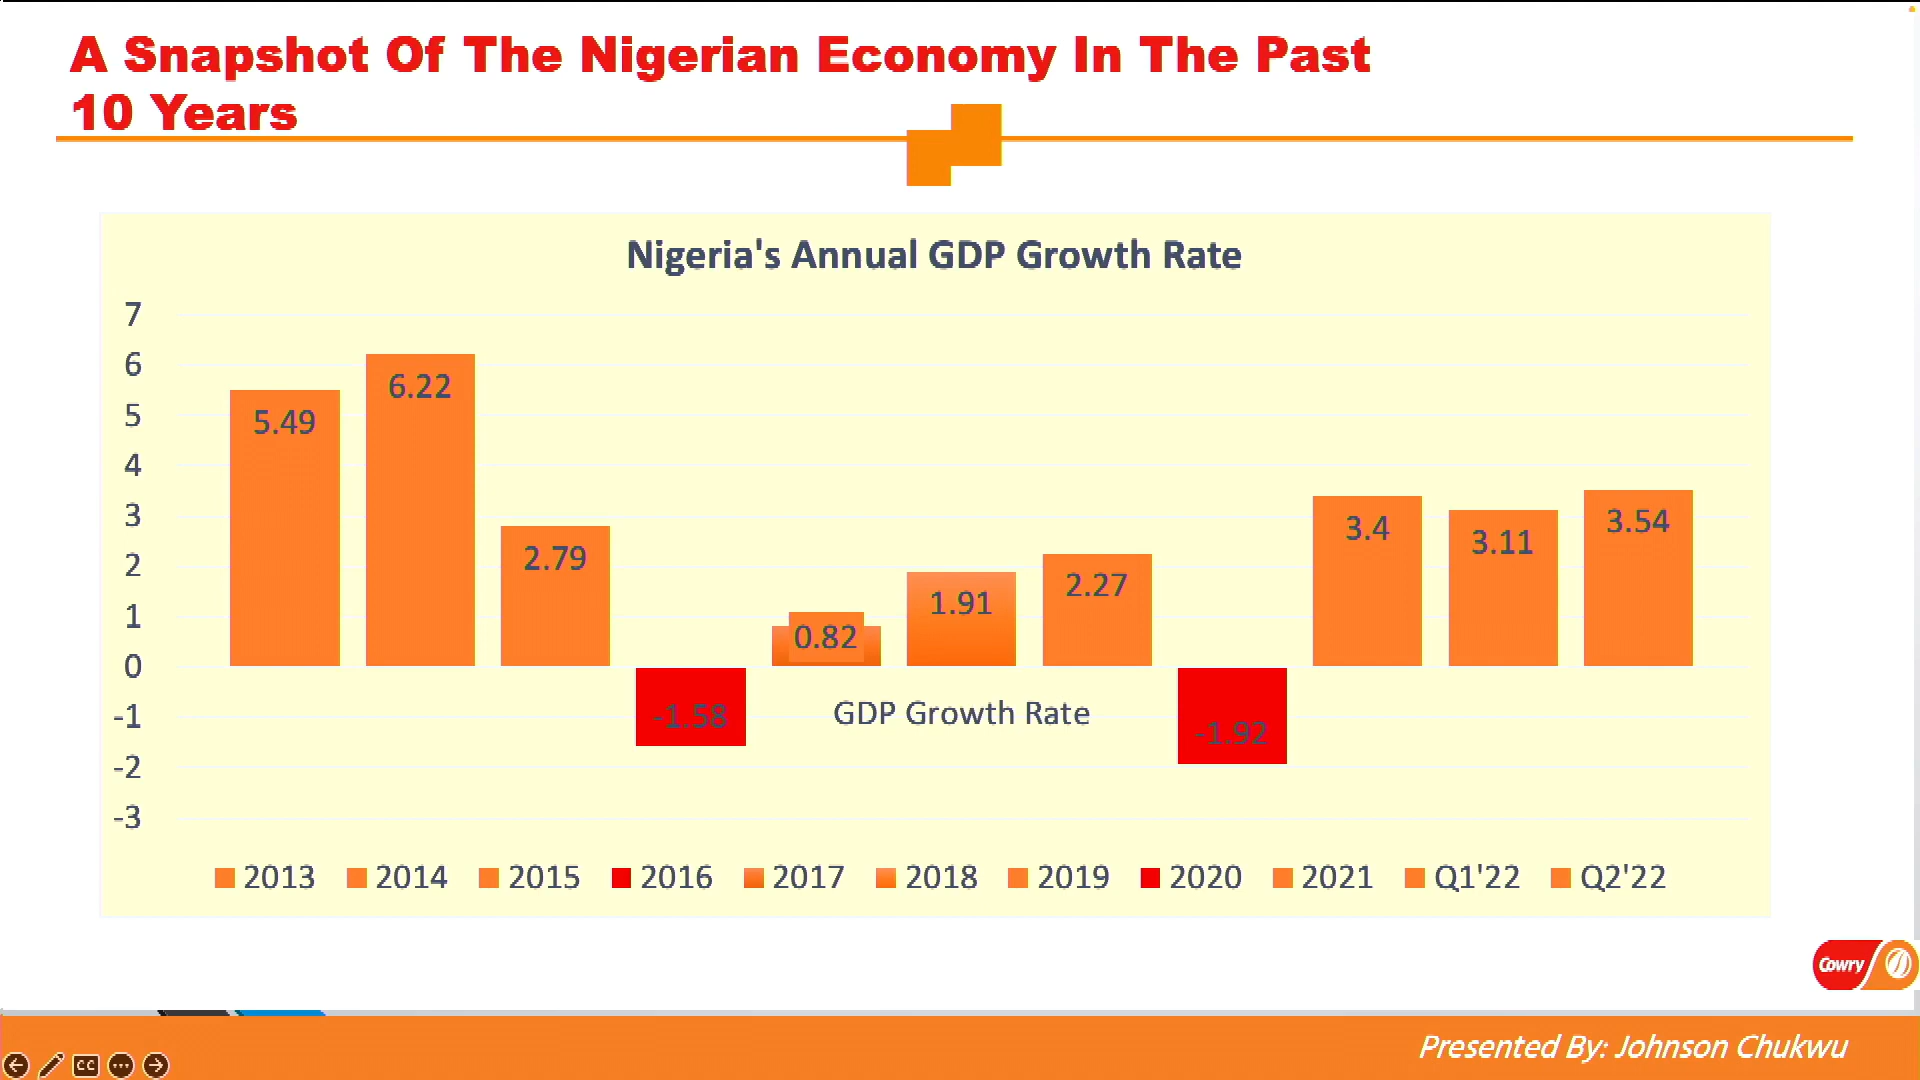 A Snapshot Of The Nigerian Economy In The Past
10 Years
Nigeria's Annual GDP Growth Rate
7
6
5
4
3
2
1
0
-1
-2
-3
5.49
6.22
2.79
-1.58
0.82
1.91
2.27
-1.92
3.4
3.11
3.54
GDP Growth Rate
2013 2014 2015 2016 2017 2018 2019 2020 2021 Q1'22 Q2'22
Cowry
Presented By: Johnson Chukwu
CC